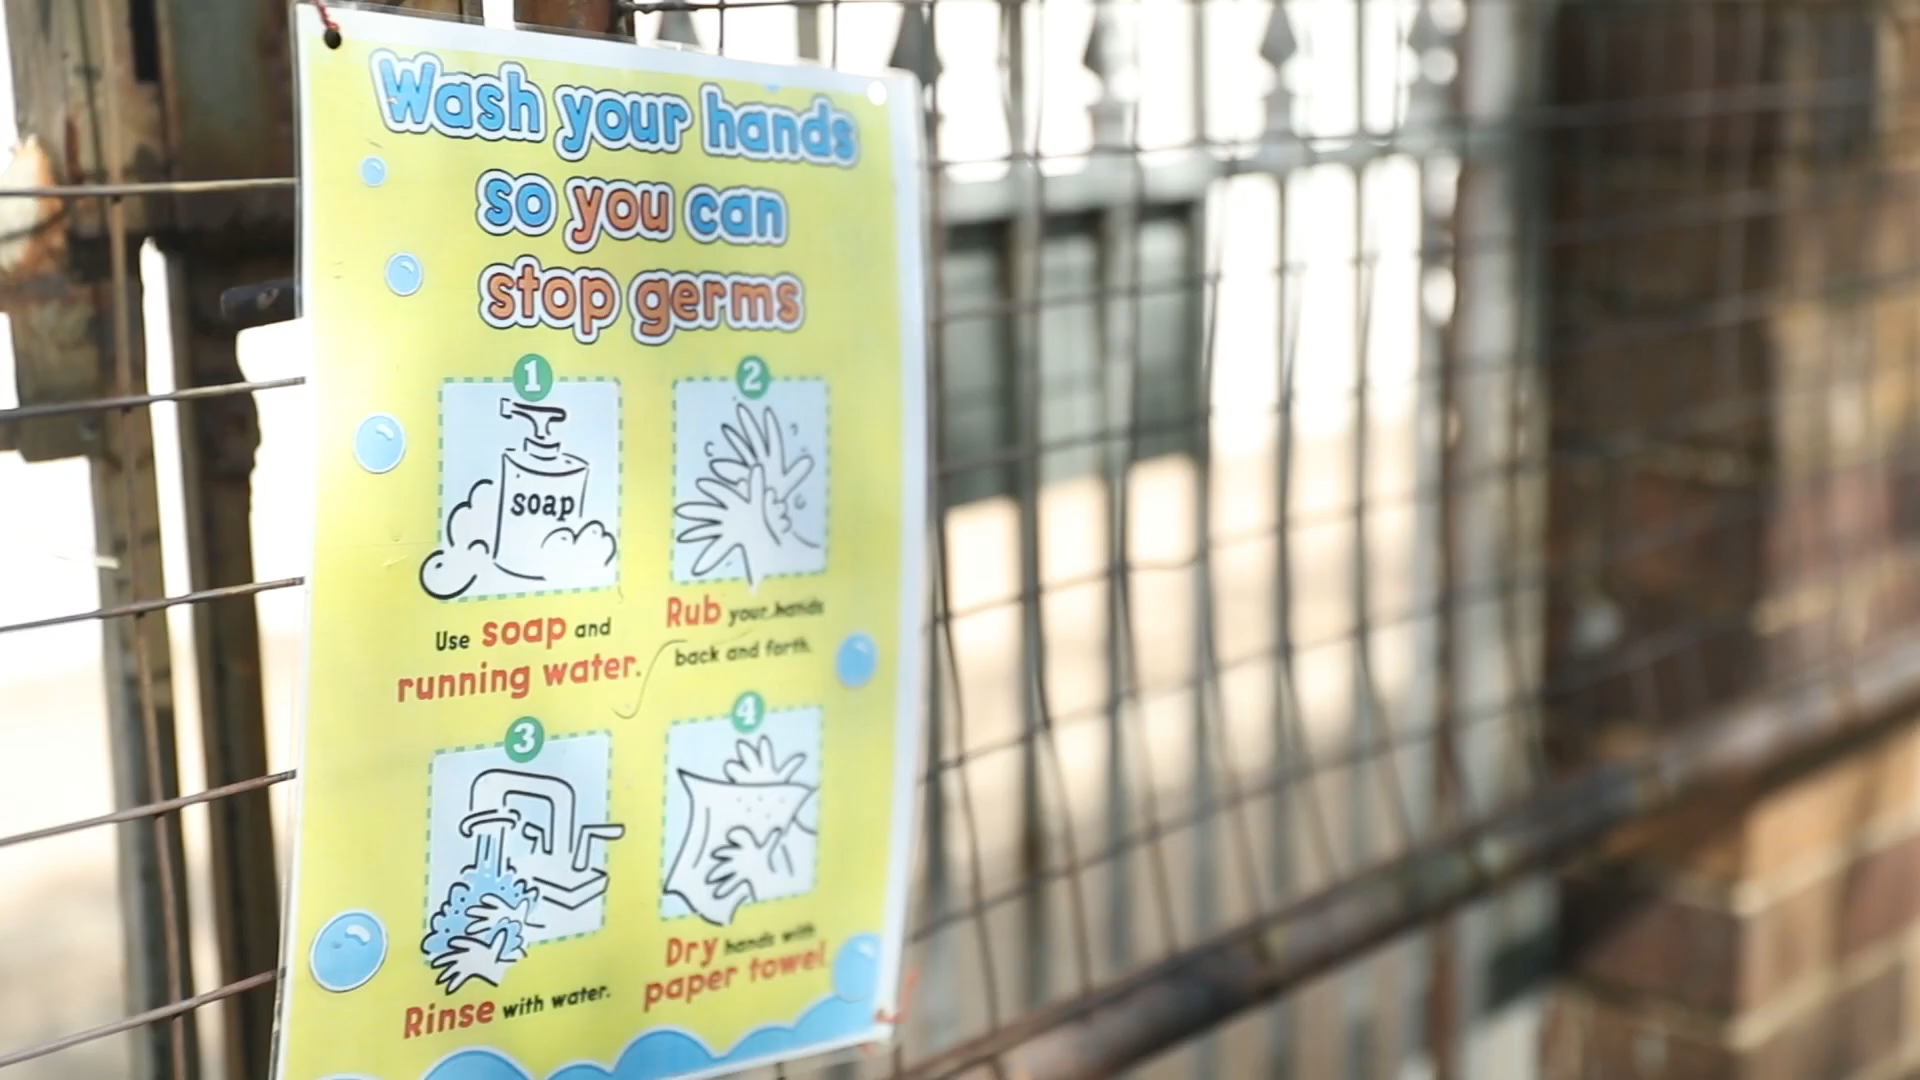 Wash your hands
so you can
stop germs
1
soap
Use soap and
running water.
2
Rub your hands
back and forth.
3
Rinse with water.
4
Dry hands with
paper towel.